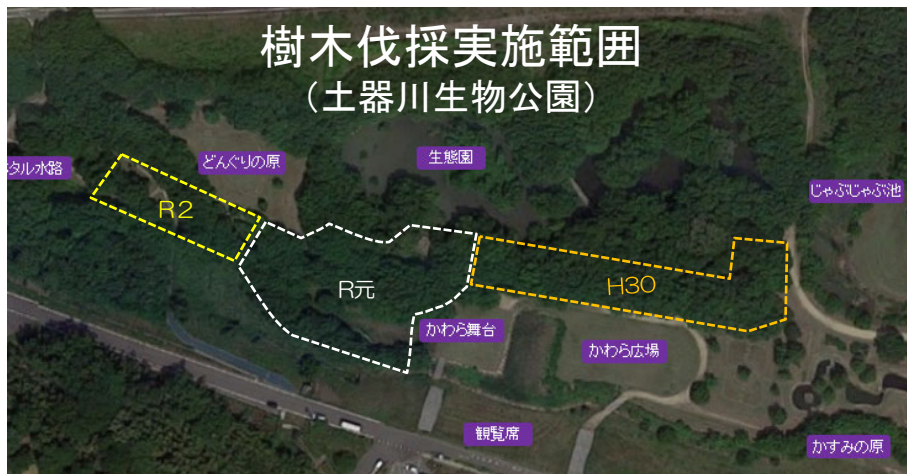 樹木伐採実施範囲
（土器川生物公園）
どんぐりの原
生態園
タル水路
じゃぶじゃぶ池
R2
R元
H30
かわら舞台
かわら広場
観覧席
かすみの原